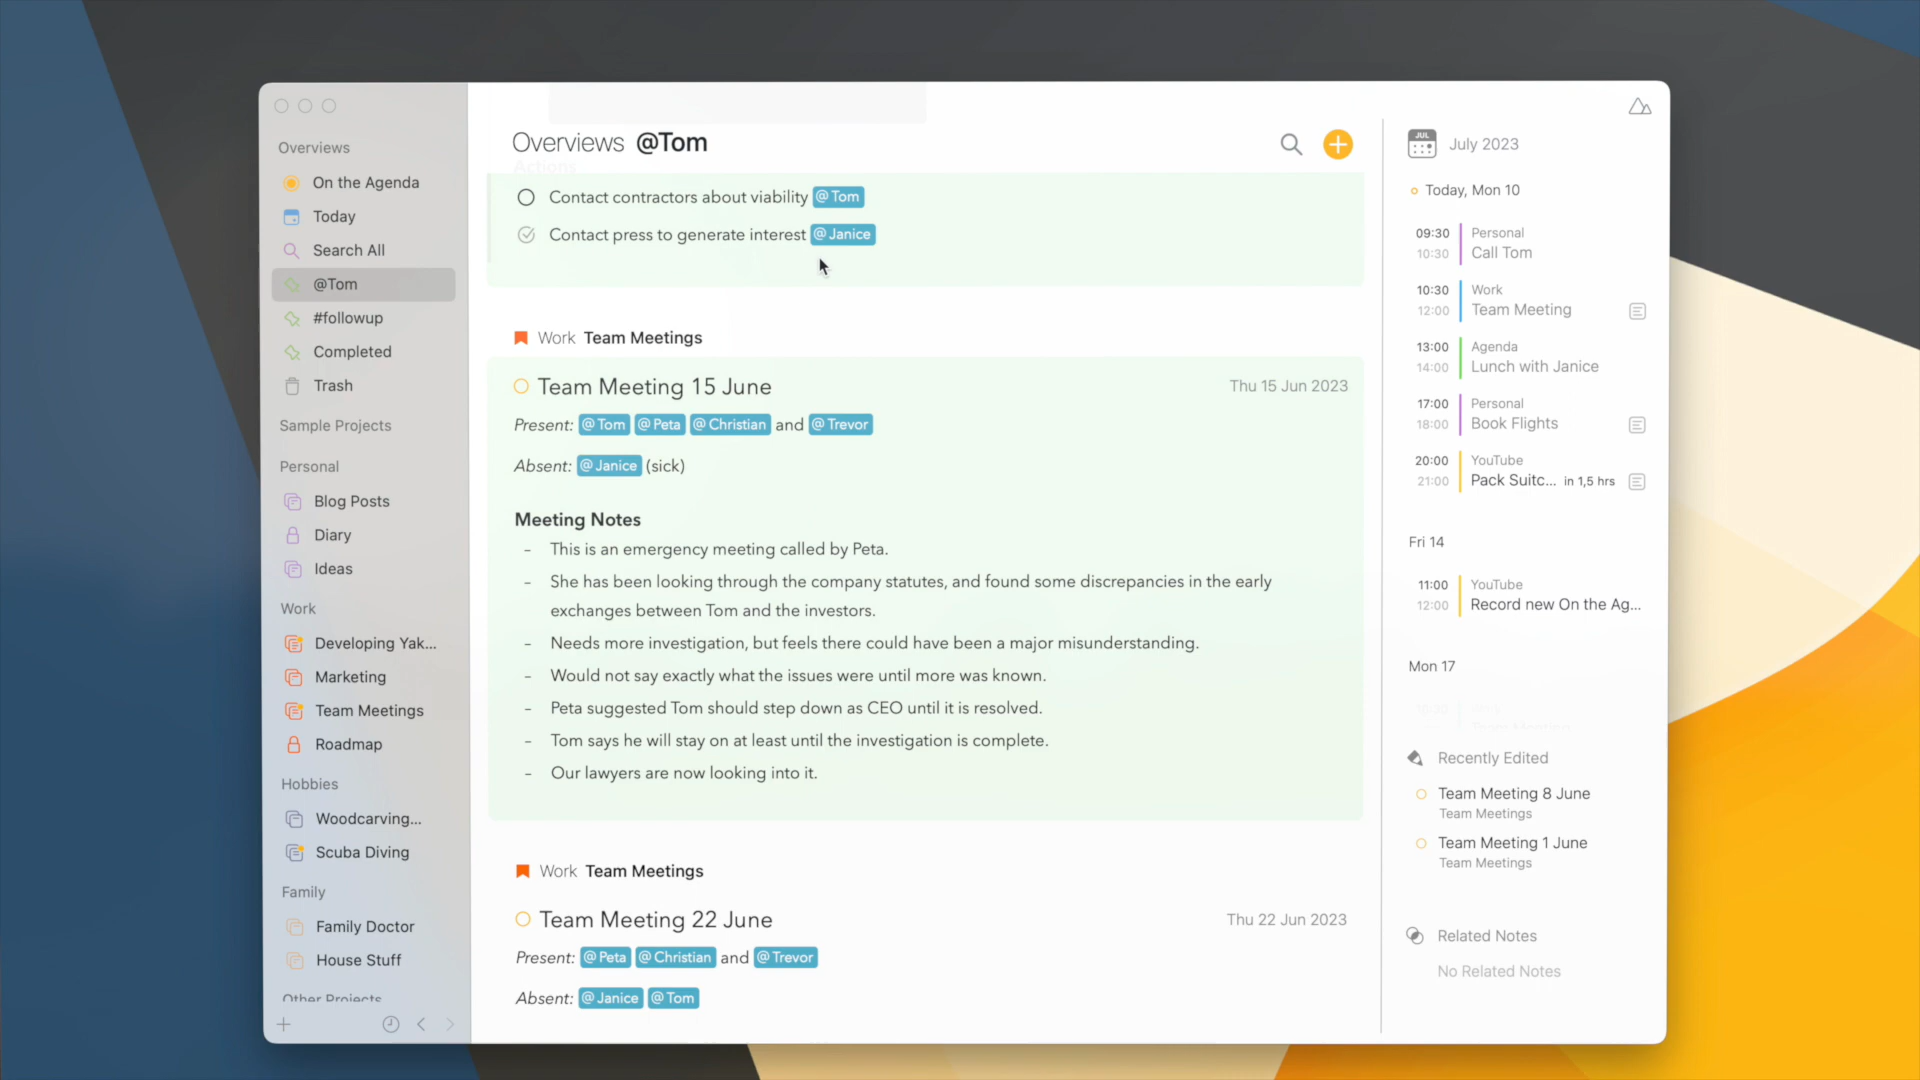 Overviews
On the Agenda
Today
Search All
@Tom
#followup
Completed
Trash
Sample Projects
Personal
Blog Posts
Diary
Ideas
Work
Developing Yak...
Marketing
Team Meetings
Roadmap
Hobbies
Woodcarving...
Scuba Diving
Family
Family Doctor
House Stuff
Other Projects
Overviews @Tom
Actions
Contact contractors about viability @Tom
Contact press to generate interest @Janice
Work Team Meetings
Team Meeting 15 June
Thu 15 Jun 2023
Present: @Tom @Peta @Christian and @Trevor
Absent: @Janice (sick)
Meeting Notes
- This is an emergency meeting called by Peta.
- She has been looking through the company statutes, and found some discrepancies in the early
exchanges between Tom and the investors.
- Needs more investigation, but feels there could have been a major misunderstanding.
- Would not say exactly what the issues were until more was known.
- Peta suggested Tom should step down as CEO until it is resolved.
- Tom says he will stay on at least until the investigation is complete.
- Our lawyers are now looking into it.
Work Team Meetings
Team Meeting 22 June
Thu 22 Jun 2023
Present: @Peta @Christian and @Trevor
Absent: @Janice @Tom
JUL
July 2023
Today, Mon 10
09:30 Personal
10:30 Call Tom
10:30 Work
12:00 Team Meeting
13:00 Agenda
14:00 Lunch with Janice
17:00 Personal
18:00 Book Flights
20:00 YouTube
21:00 Pack Suitc... in 1,5 hrs
Fri 14
11:00 YouTube
12:00 Record new On the Ag...
Mon 17
Recently Edited
Team Meeting 8 June
Team Meetings
Team Meeting 1 June
Team Meetings
Related Notes
No Related Notes